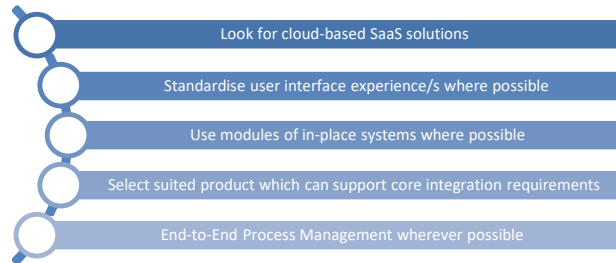 Look for cloud-based SaaS solutions
Standardise user interface experience/s where possible
Use modules of in-place systems where possible
Select suited product which can support core integration requirements
End-to-End Process Management wherever possible